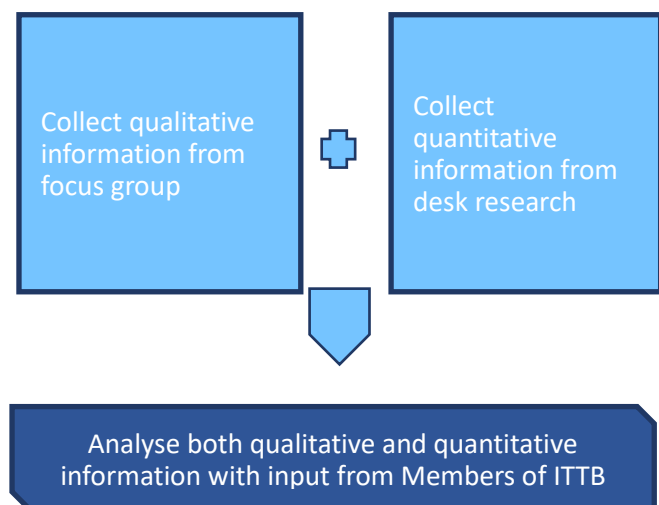 Collect qualitative
information from
focus group
Collect
quantitative
information from
desk research
Analyse both qualitative and quantitative
information with input from Members of ITTB